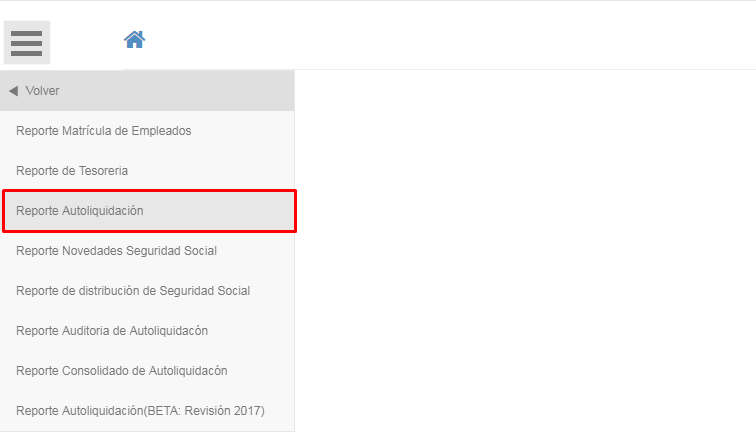 Volver
Reporte Matrícula de Empleados
Reporte de Tesoreria
Reporte Autoliquidación
Reporte Novedades Seguridad Social
Reporte de distribución de Seguridad Social
Reporte Auditoria de Autoliquidacón
Reporte Consolidado de Autoliquidacón
Reporte Autoliquidación(BETA: Revisión 2017)